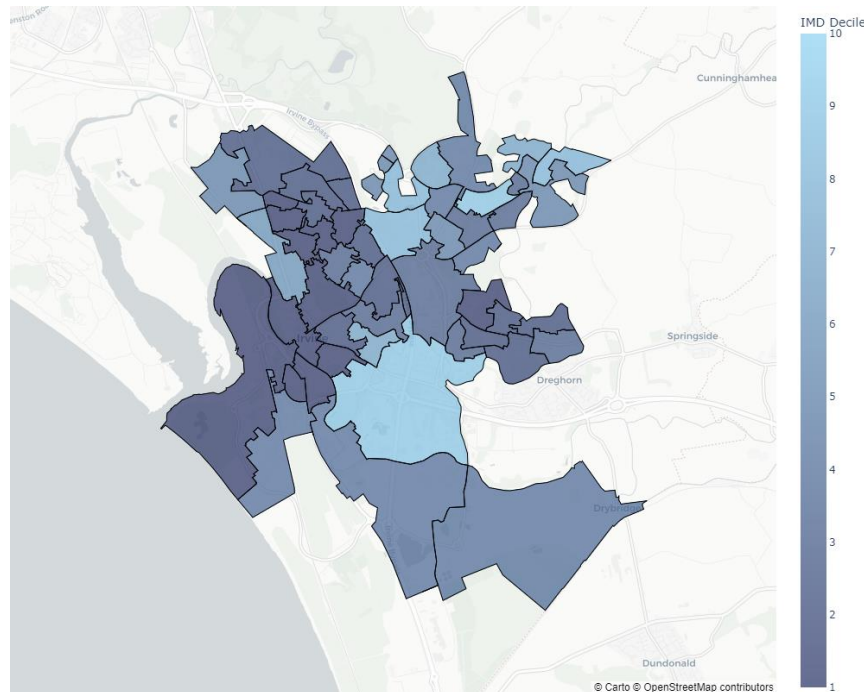 IMD Decile
10
9
8
7
6
5
4
3
2
1
Cunninghamhea
Irvine Bypass
Irvine
Springside
Dreghorn
Dundonald
© Carto © OpenStreetMap contributors